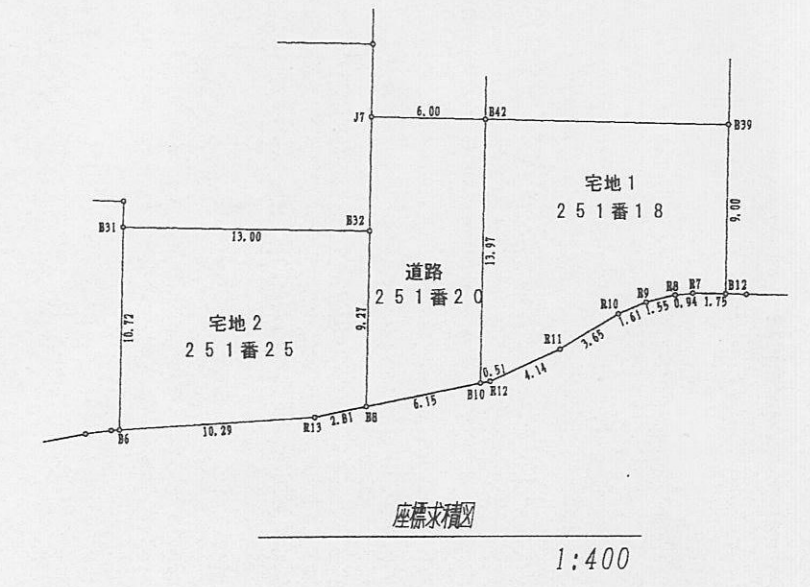 J7
6.00
B42
B39
宅地1
251番18
B31
13.00
B32
9.00
13.97
道路
251番20
10.72
宅地2
251番25
9.27
R10
R9
R8
R7
B12
1.61
1.55
0.94
1.75
R11
3.65
4.14
0.51
B10
R12
6.15
B6
10.29
R13
2.81
B8
座標求積図
1:400